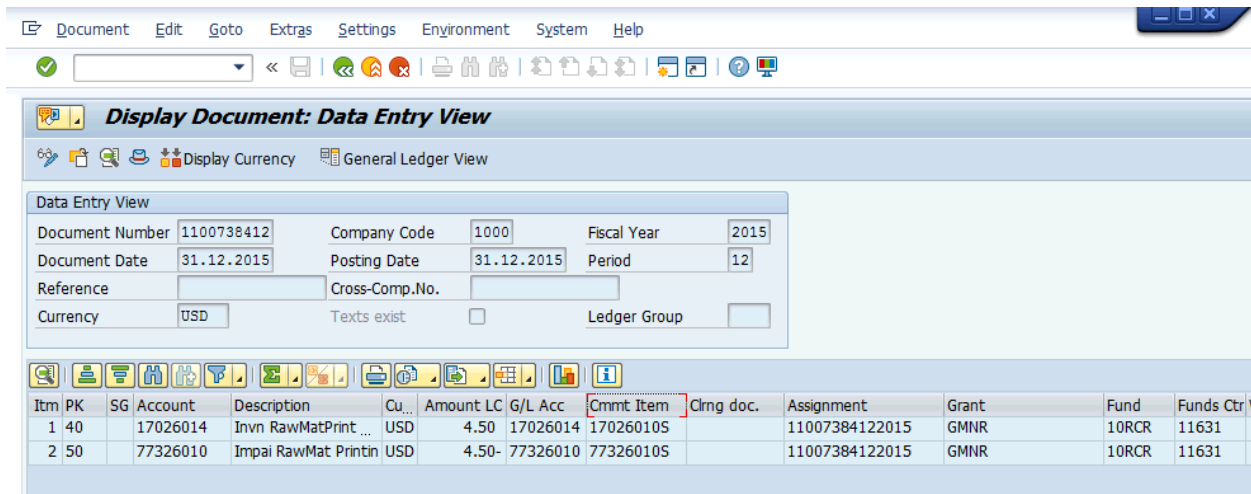 Document Edit Goto Extras Settings Environment System Help
Display Document: Data Entry View
Display Currency General Ledger View
Data Entry View
Document Number 1100738412 Company Code 1000 Fiscal Year 2015
Document Date 31.12.2015 Posting Date 31.12.2015 Period 12
Reference Cross-Comp.No.
Currency USD Texts exist Ledger Group
Itm PK SG Account Description Cu... Amount LC G/L Acc Cmmt Item Clrng doc. Assignment Grant Fund Funds Ctr
1 40 17026014 Invn RawMatPrint ... USD 4.50 17026014 17026010S 11007384122015 GMNR 10RCR 11631
2 50 77326010 Impai RawMat Printin USD 4.50- 77326010 77326010S 11007384122015 GMNR 10RCR 11631